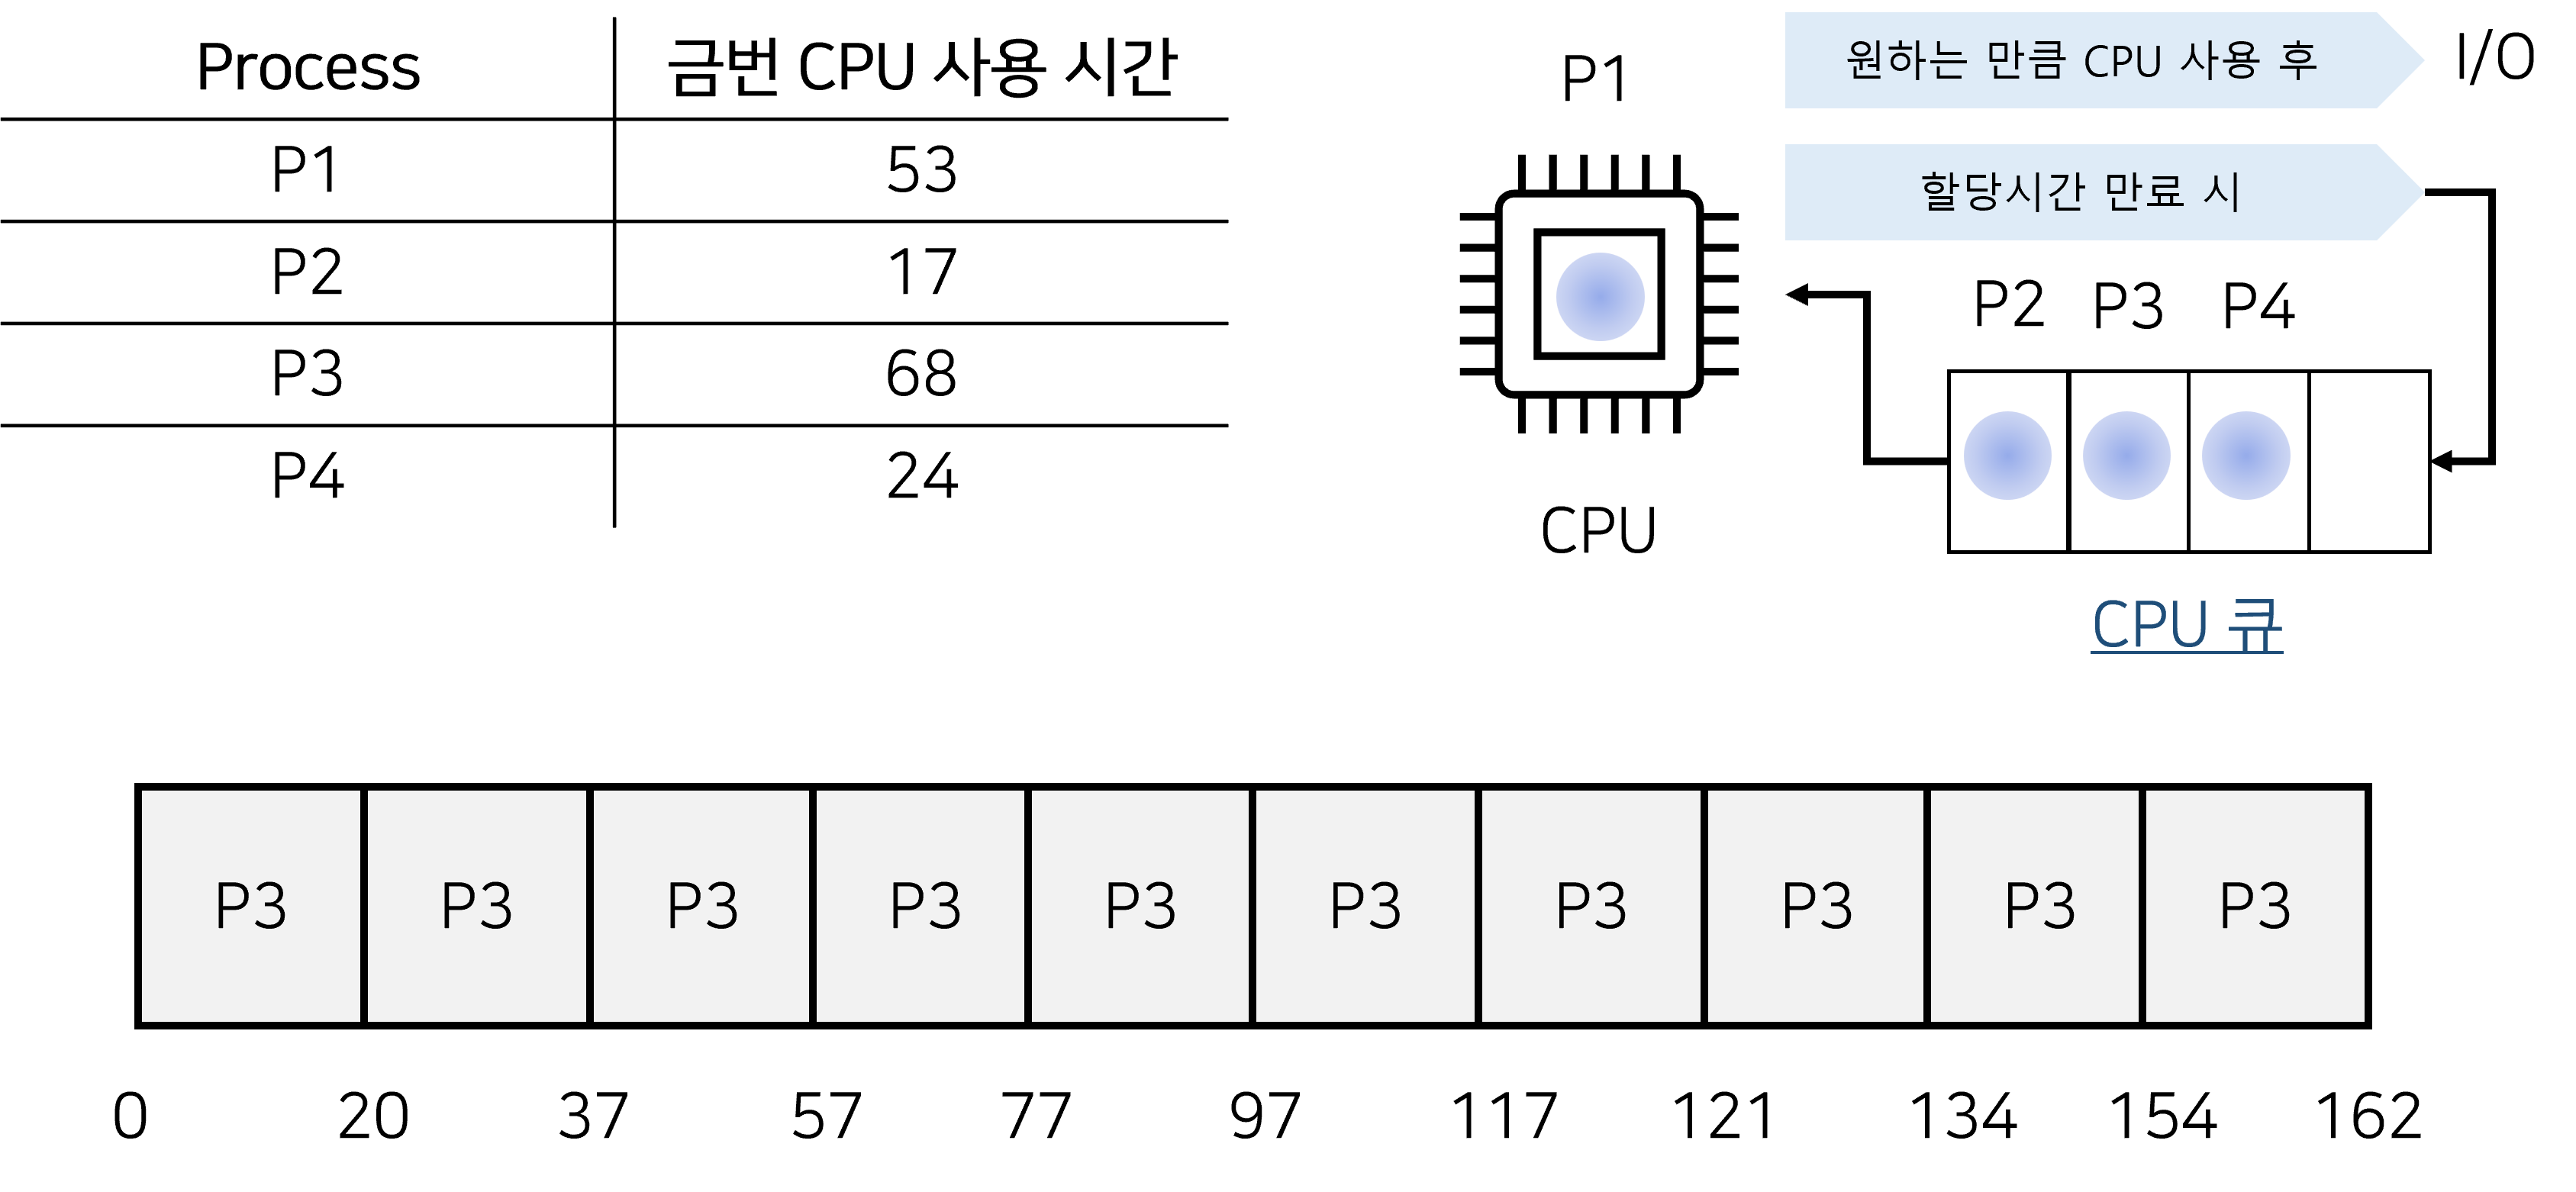 Process 금번 CPU 사용 시간
P1 53
P2 17
P3 68
P4 24
P1
원하는 만큼 CPU 사용 후 I/O
할당시간 만료 시
P2 P3 P4
CPU
CPU 큐
P3 P3 P3 P3 P3 P3 P3 P3 P3 P3
0 20 37 57 77 97 117 121 134 154 162